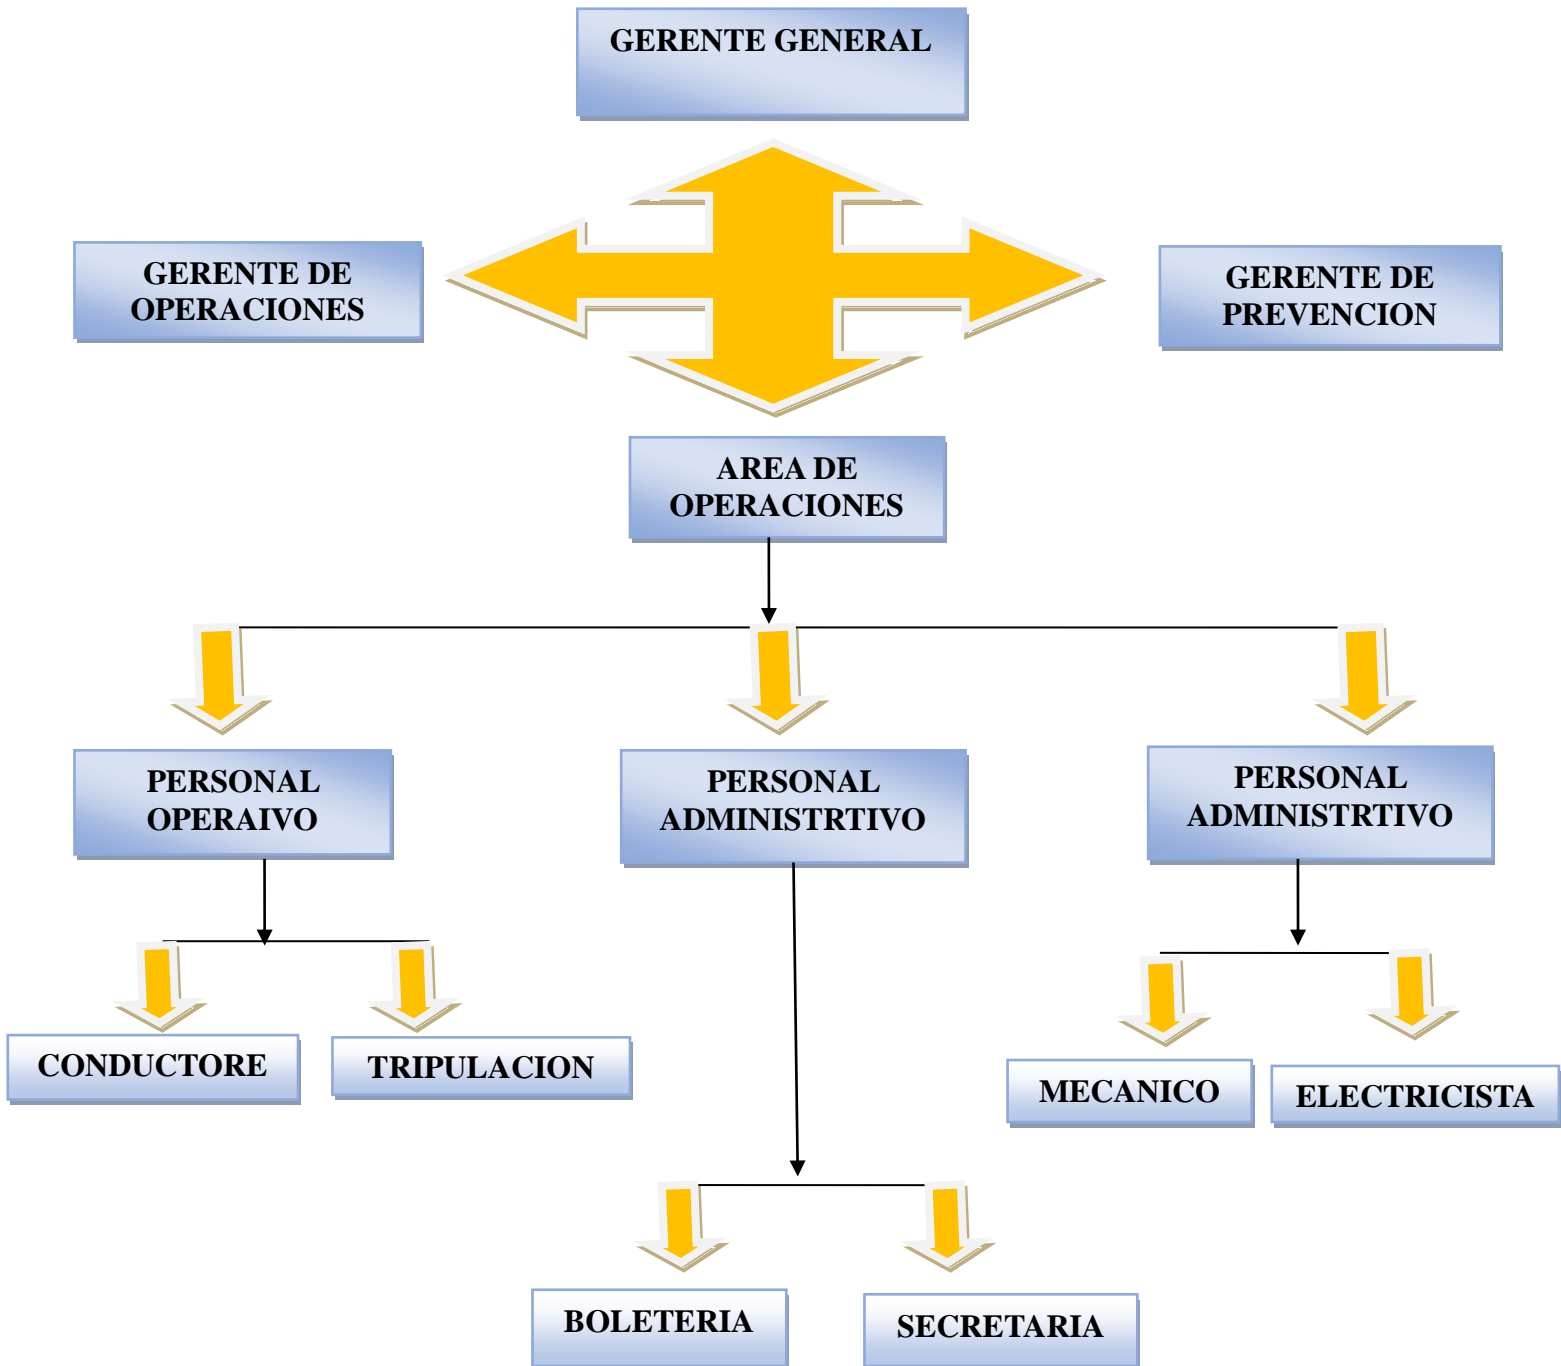 GERENTE GENERAL
GERENTE DE
OPERACIONES
GERENTE DE
PREVENCION
AREA DE
OPERACIONES
PERSONAL
OPERAIVO
PERSONAL
ADMINISTRTIVO
PERSONAL
ADMINISTRTIVO
CONDUCTORE
TRIPULACION
MECANICO
ELECTRICISTA
BOLETERIA
SECRETARIA